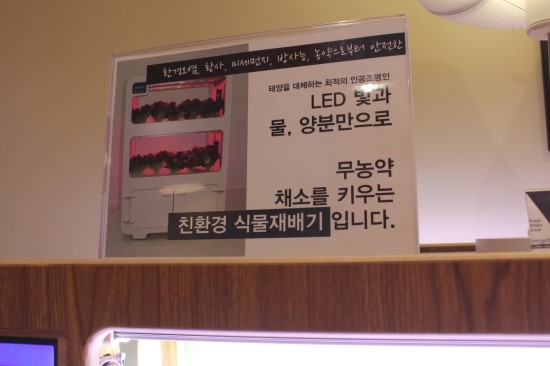 환경오염, 황사, 미세먼지, 방사능, 농약으로부터 안전한
태양을 대체하는 최적의 인공조명인
LED 빛과
물, 양분만으로
무농약
채소를 키우는
친환경 식물재배기 입니다.